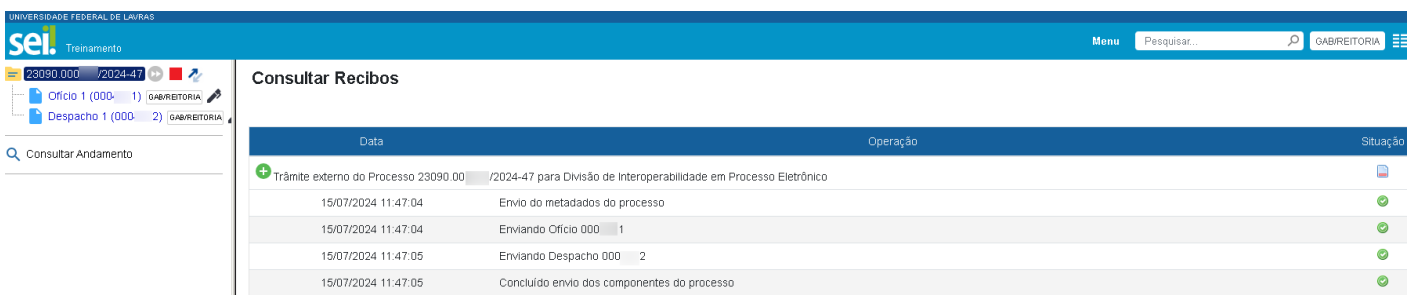 UNIVERSIDADE FEDERAL DE LAVRAS
sei! Treinamento Menu Pesquisar... GAB/REITORIA
23090.000 /2024-47
Ofício 1 (000 1) GAB/REITORIA
Despacho 1 (000 2) GAB/REITORIA
Consultar Andamento
Consultar Recibos
Data Operação Situação
Trâmite externo do Processo 23090.00 /2024-47 para Divisão de Interoperabilidade em Processo Eletrônico
15/07/2024 11:47:04 Envio do metadados do processo
15/07/2024 11:47:04 Enviando Ofício 000 1
15/07/2024 11:47:05 Enviando Despacho 000 2
15/07/2024 11:47:05 Concluído envio dos componentes do processo